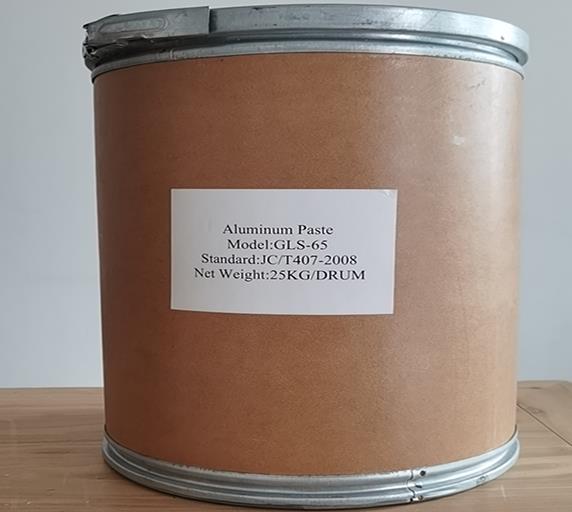 Aluminum Paste
Model:GLS-65
Standard:JC/T407-2008
Net Weight:25KG/DRUM